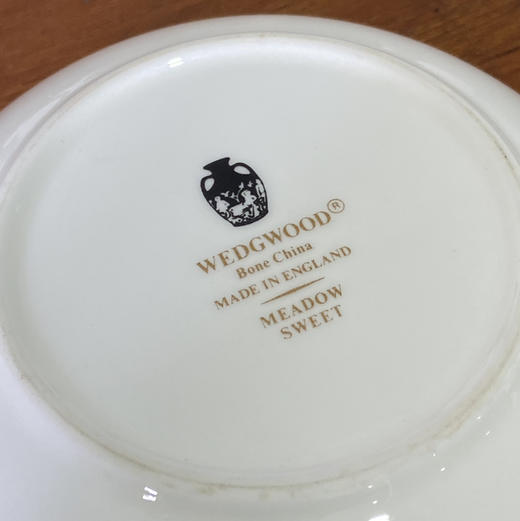 WEDGWOOD®
Bone China
MADE IN ENGLAND
MEADOW
SWEET